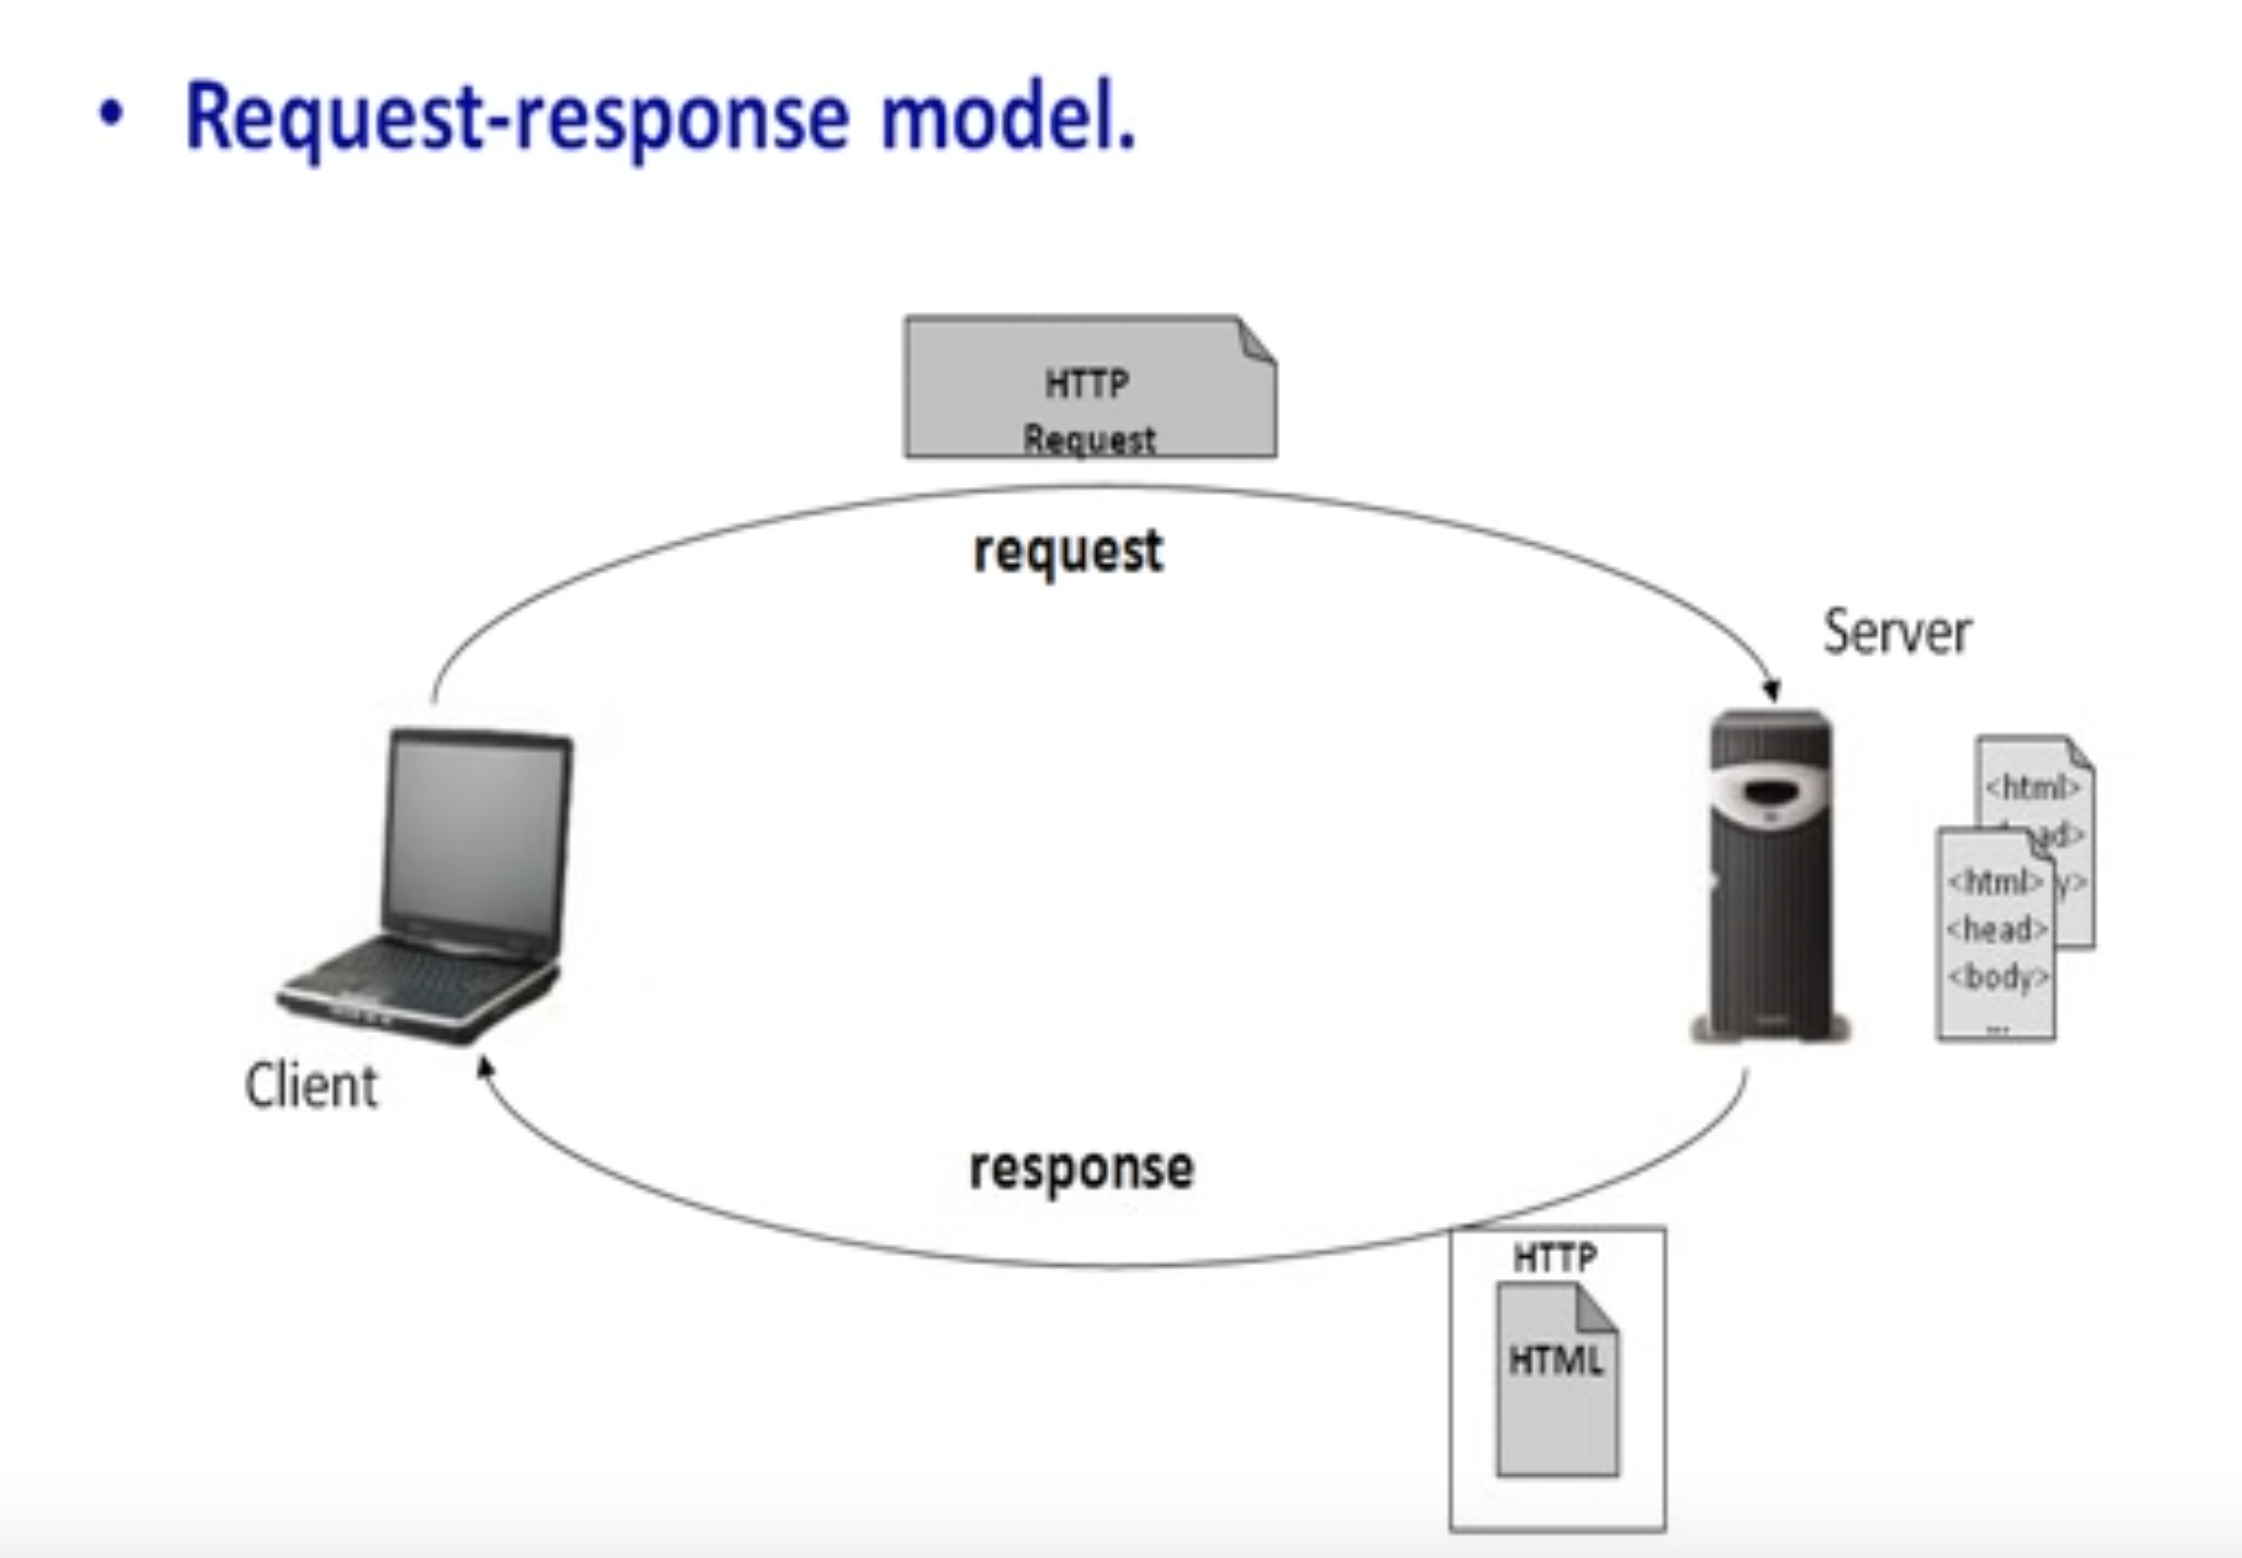 • Request-response model.
HTTP
Request
request
Server
<html>
<html>
<head>
<body>
...
Client
response
HTTP
HTML